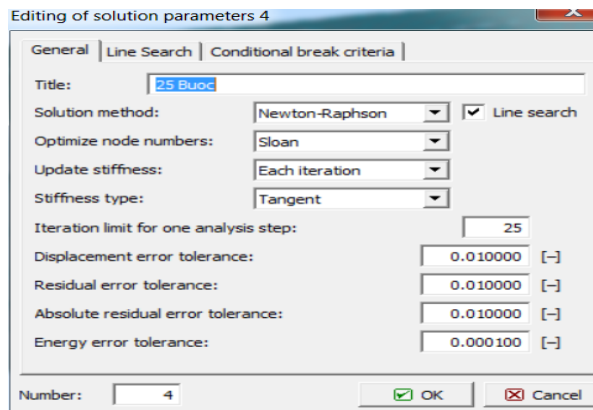 Editing of solution parameters 4
General Line Search Conditional break criteria
Title: 25 Buoc
Solution method: Newton-Raphson Line search
Optimize node numbers: Sloan
Update stiffness: Each iteration
Stiffness type: Tangent
Iteration limit for one analysis step: 25
Displacement error tolerance: 0.010000 [-]
Residual error tolerance: 0.010000 [-]
Absolute residual error tolerance: 0.010000 [-]
Energy error tolerance: 0.000100 [-]
Number: 4 OK Cancel